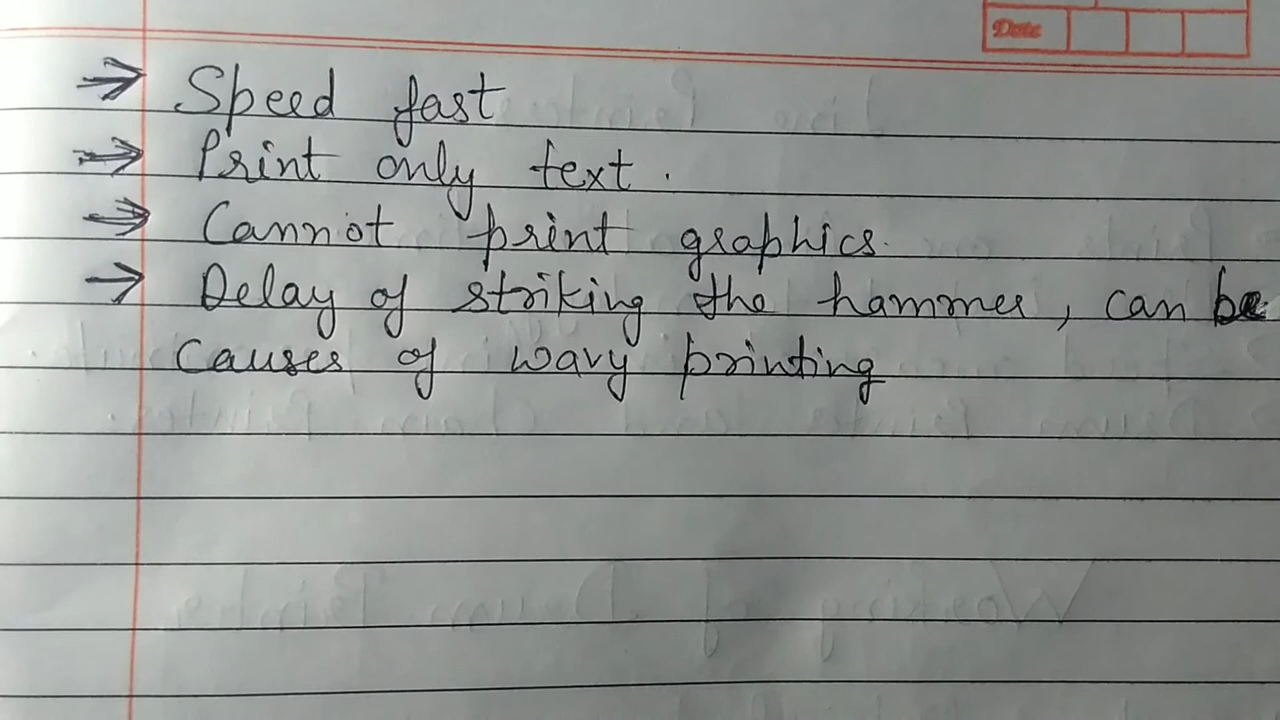 Date
⇒ Speed fast
⇒ Print only text.
⇒ Cannot print graphics.
→ Delay of striking the hammer, can be
causes of wavy printing